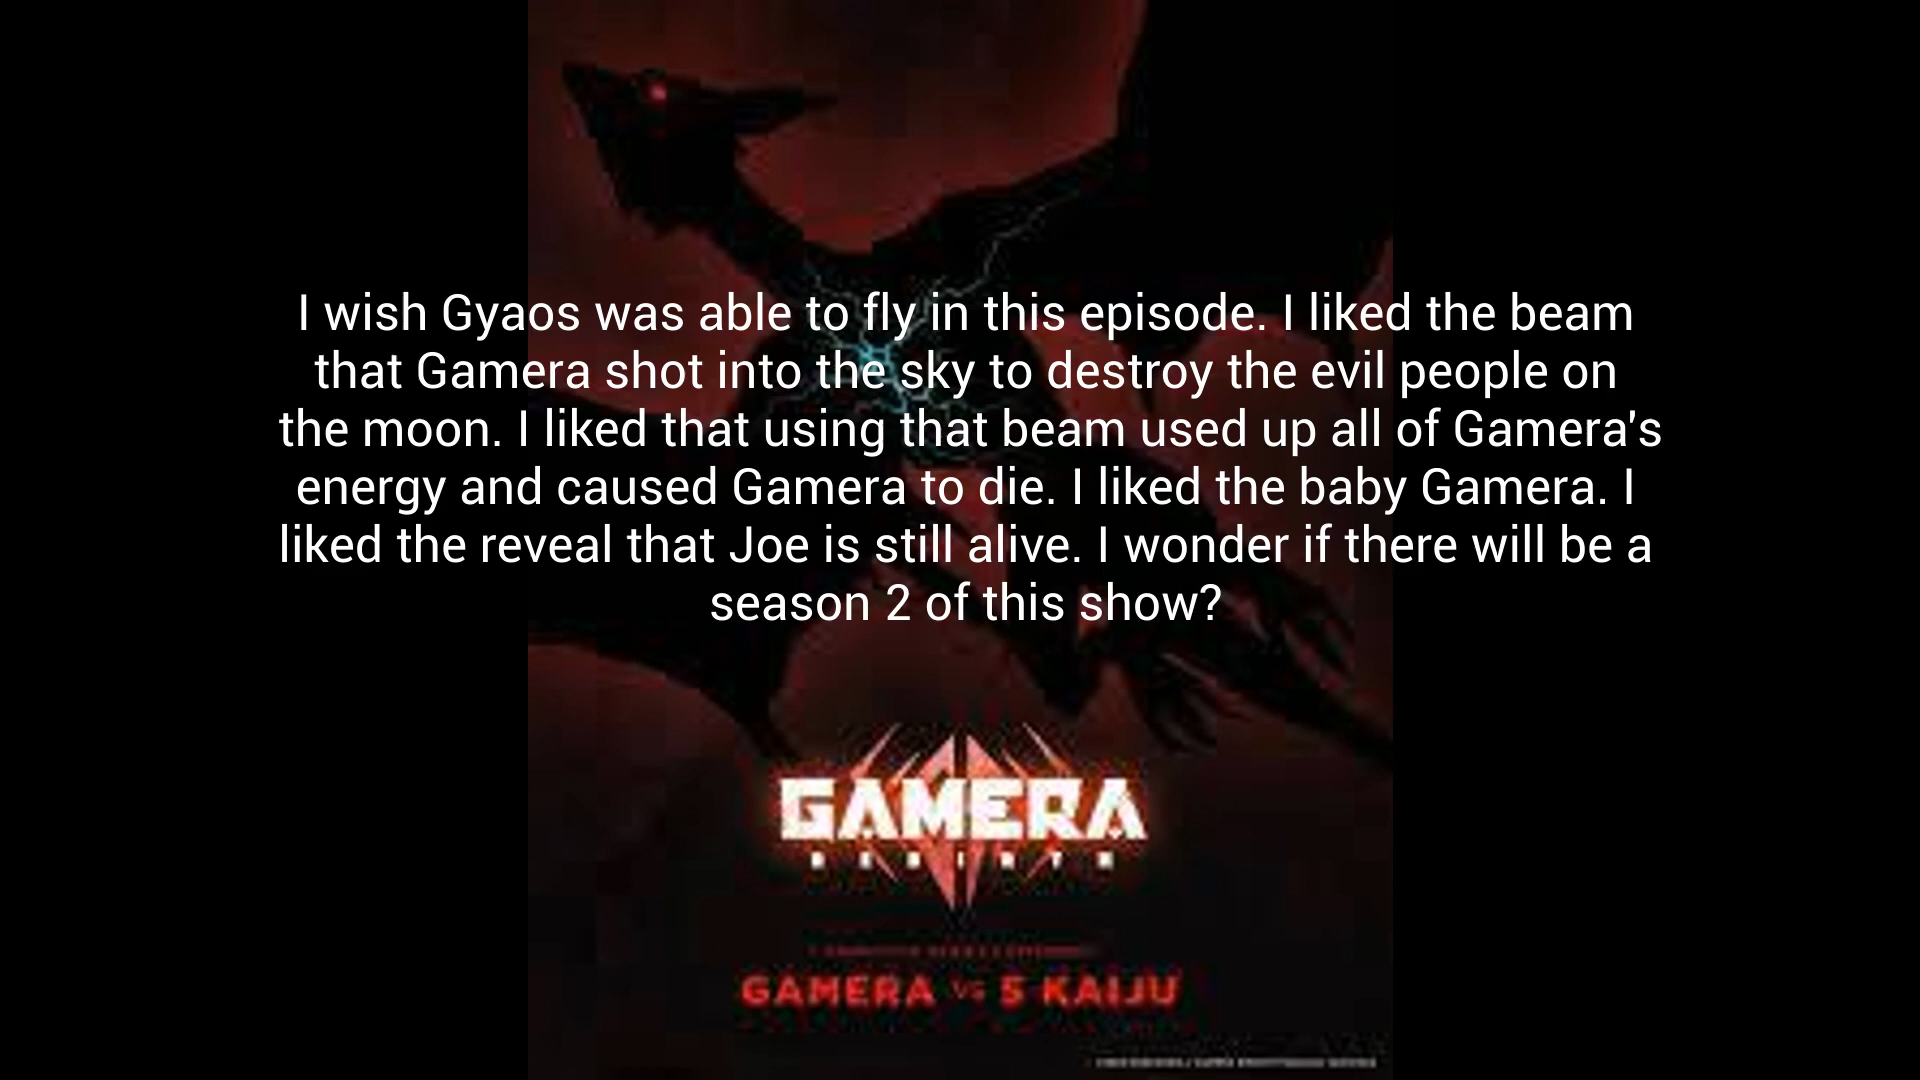 I wish Gyaos was able to fly in this episode. I liked the beam
that Gamera shot into the sky to destroy the evil people on
the moon. I liked that using that beam used up all of Gamera's
energy and caused Gamera to die. I liked the baby Gamera. I
liked the reveal that Joe is still alive. I wonder if there will be a
season 2 of this show?
GAMERA
REBIRTH
GAMERA VS 5 KAIJU